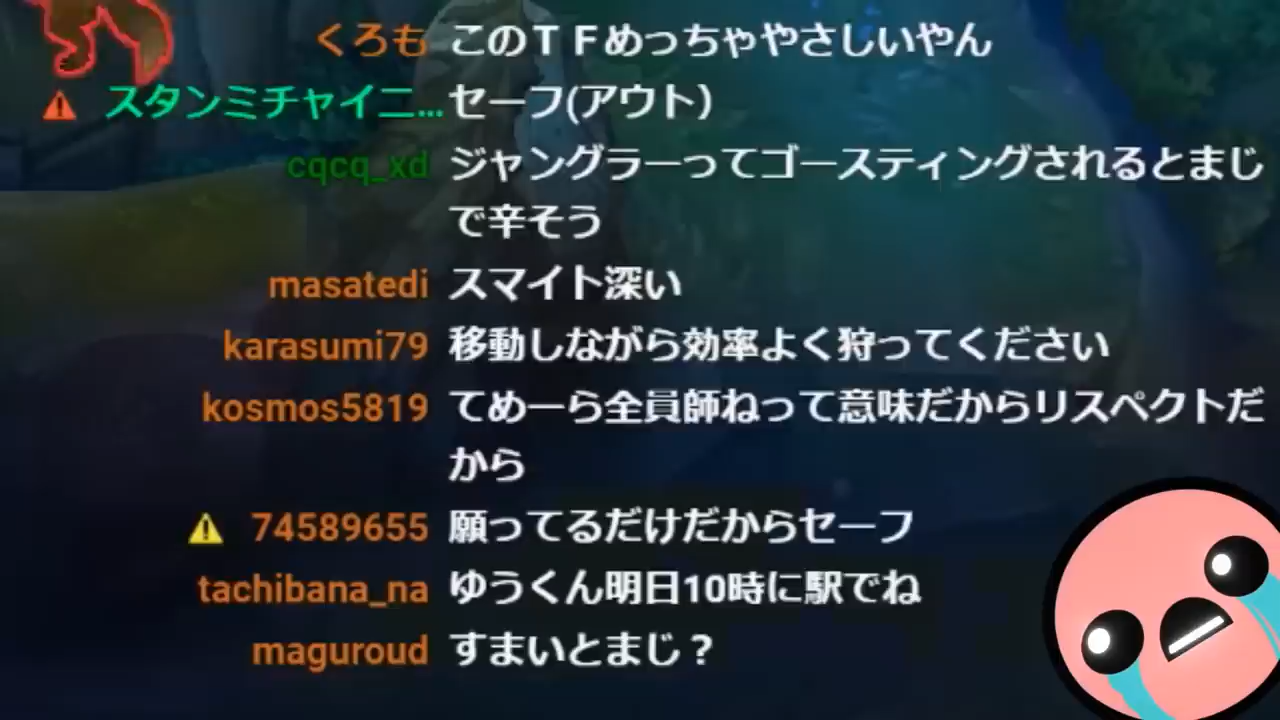 くろも このＴＦめっちゃやさしいやん
スタンミチャイニ... セーフ(アウト）
cqcq_xd ジャングラーってゴースティングされるとまじ
で辛そう
masatedi スマイト深い
karasumi79 移動しながら効率よく狩ってください
kosmos5819 てめーら全員師ねって意味だからリスペクトだ
から
74589655 願ってるだけだからセーフ
tachibana_na ゆうくん明日10時に駅でね
maguroud すまいとまじ？